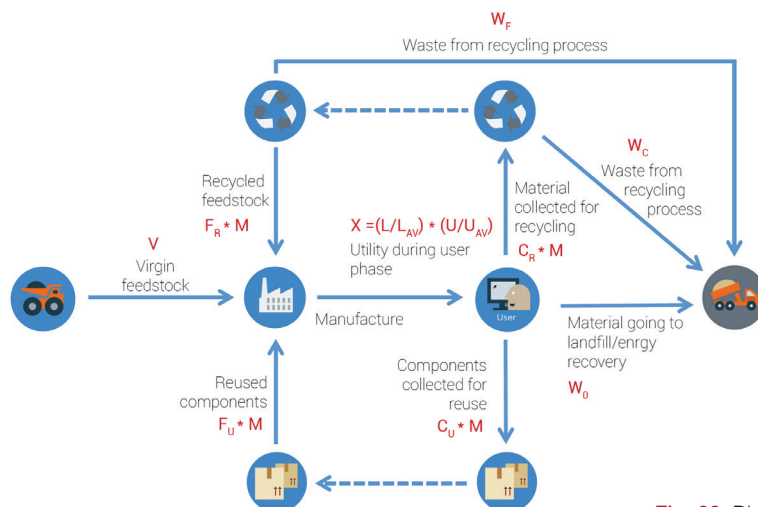 W_F
Waste from recycling process
W_C
Waste from
recycling
process
Recycled
feedstock
F_R * M
Material
collected for
recycling
C_R * M
X =(L/L_AV) * (U/U_AV)
Utility during user
phase
V
Virgin
feedstock
Manufacture
User
Material going to
landfill/enrgy
recovery
W_0
Reused
components
F_U * M
Components
collected for
reuse
C_U * M